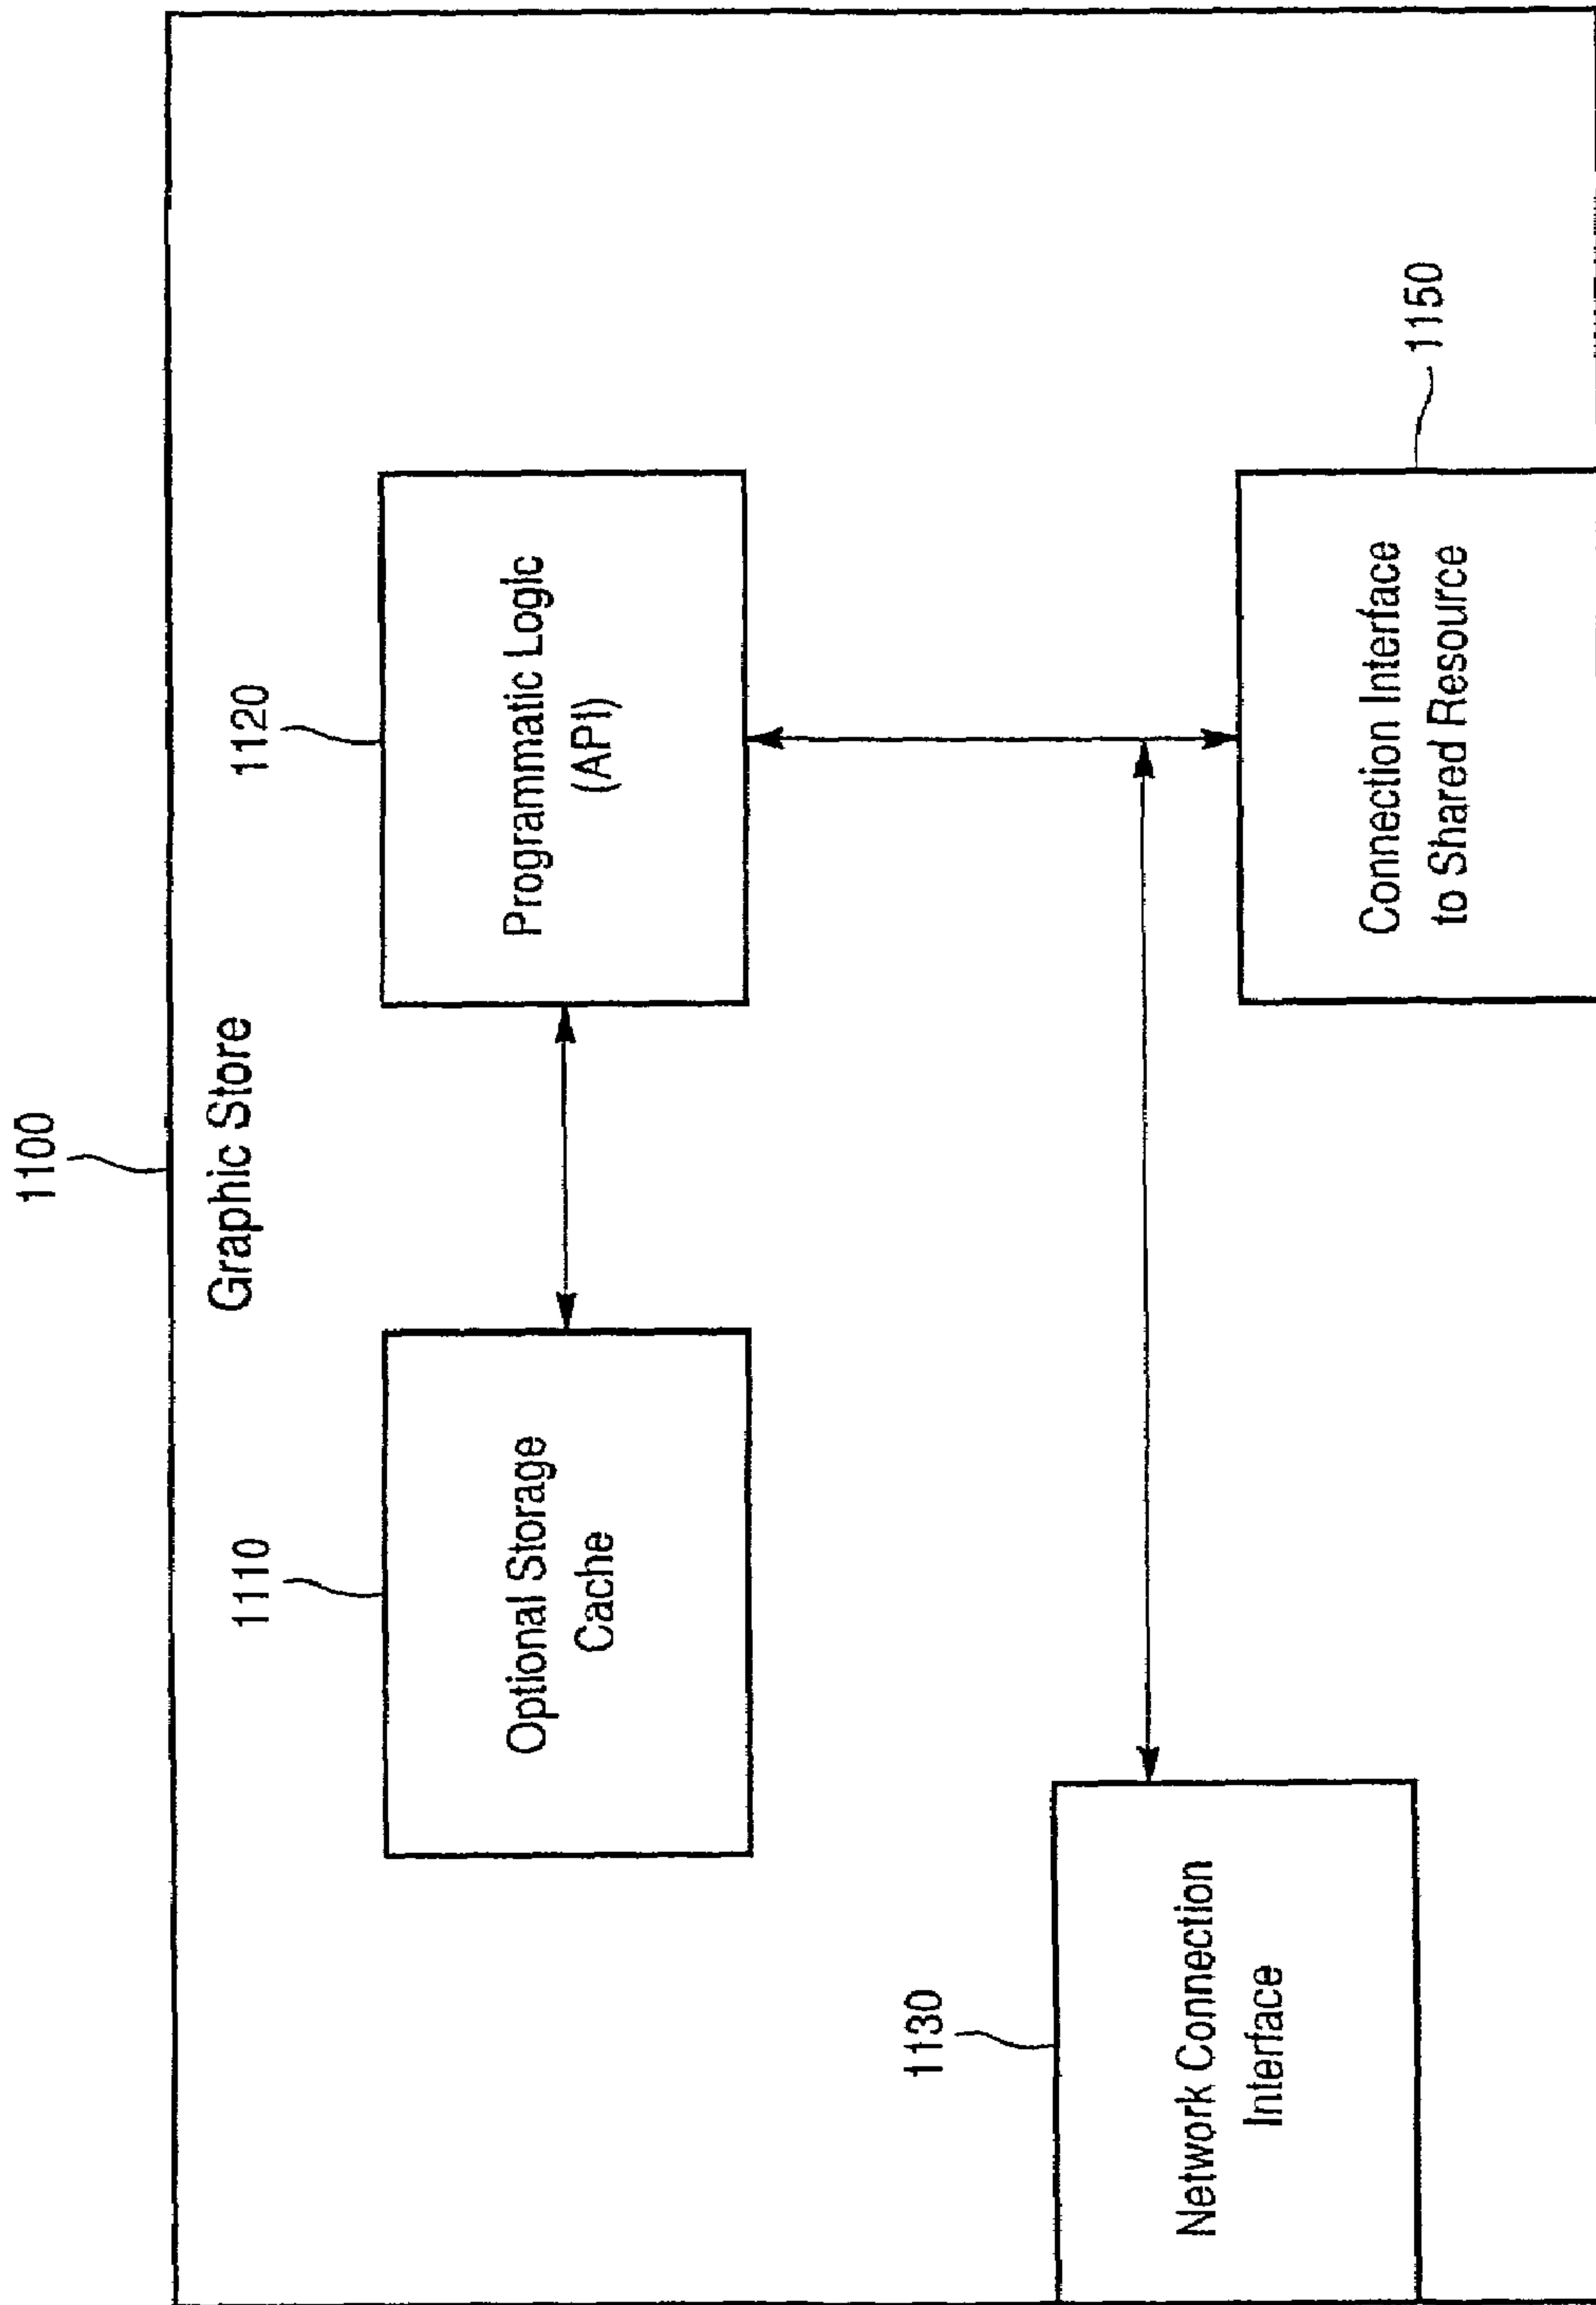 1100
Graphic Store
1110
Optional Storage
Cache
1120
Programmatic Logic
(API)
1130
Network Connection
Interface
1150
Connection Interface
to Shared Resource